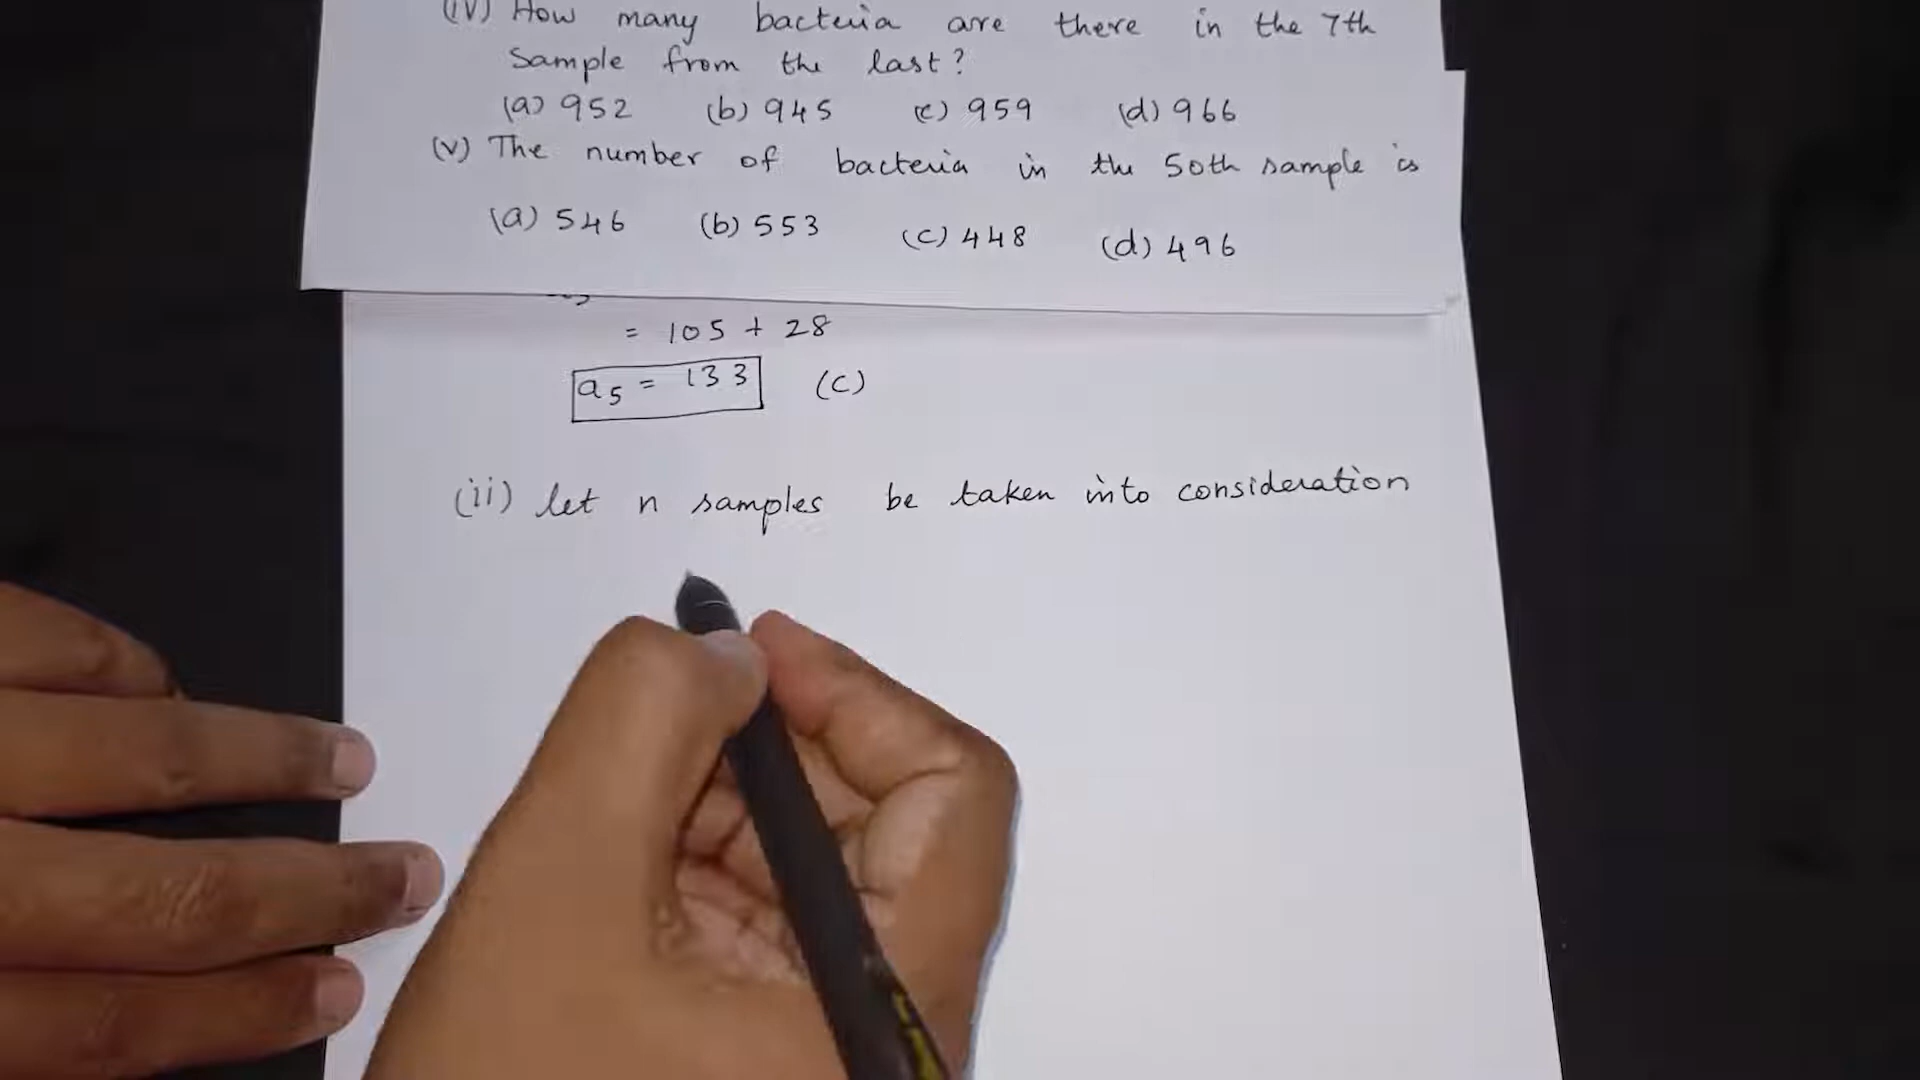 (iv) How many bacteria are there in the 7th
sample from the last?
(a) 952 (b) 945 (c) 959 (d) 966
(v) The number of bacteria in the 50th sample is
(a) 546 (b) 553 (c) 448 (d) 496
= 105 + 28
a5 = 133 (c)
(ii) let n samples be taken into consideration